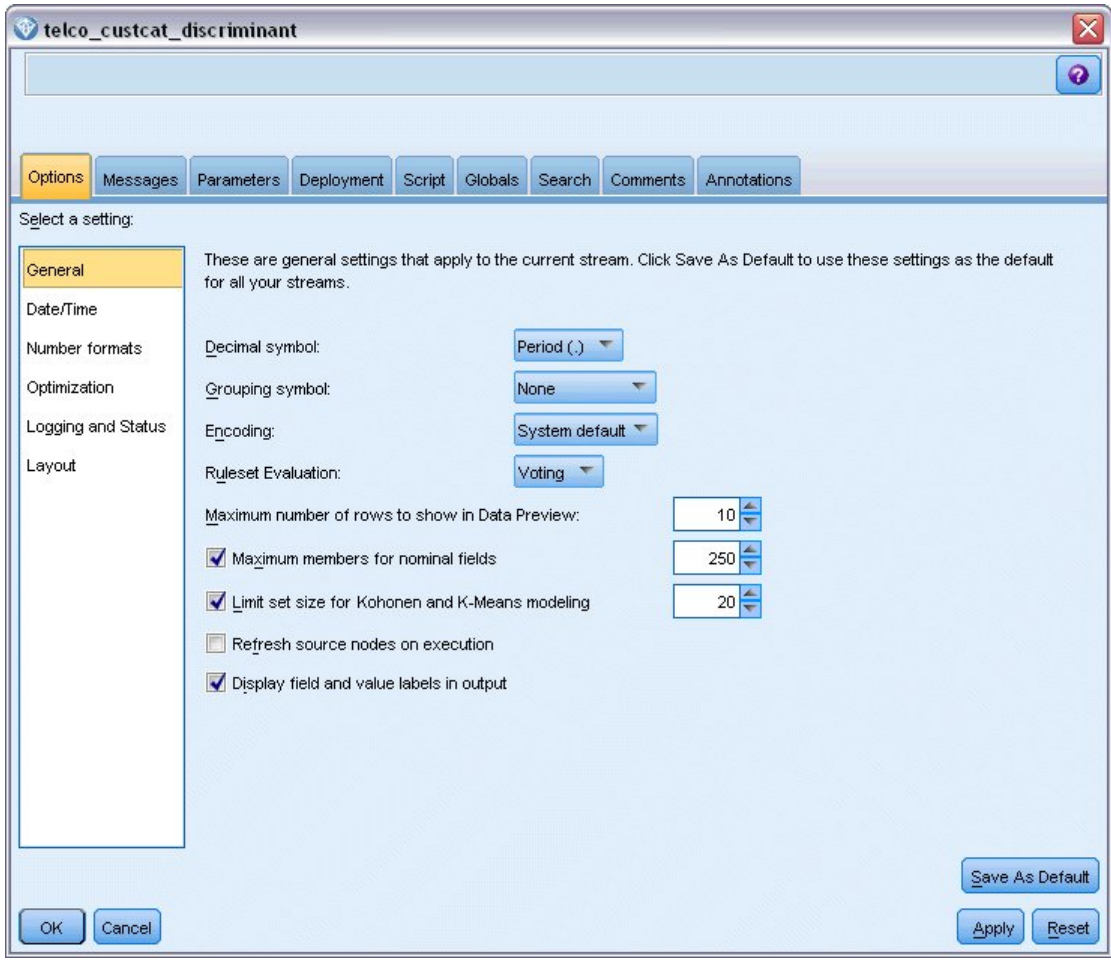 telco_custcat_discriminant
Options Messages Parameters Deployment Script Globals Search Comments Annotations
Select a setting:
General
Date/Time
Number formats
Optimization
Logging and Status
Layout
These are general settings that apply to the current stream. Click Save As Default to use these settings as the default
for all your streams.
Decimal symbol: Period (.)
Grouping symbol: None
Encoding: System default
Ruleset Evaluation: Voting
Maximum number of rows to show in Data Preview: 10
Maximum members for nominal fields 250
Limit set size for Kohonen and K-Means modeling 20
Refresh source nodes on execution
Display field and value labels in output
Save As Default
OK Cancel Apply Reset